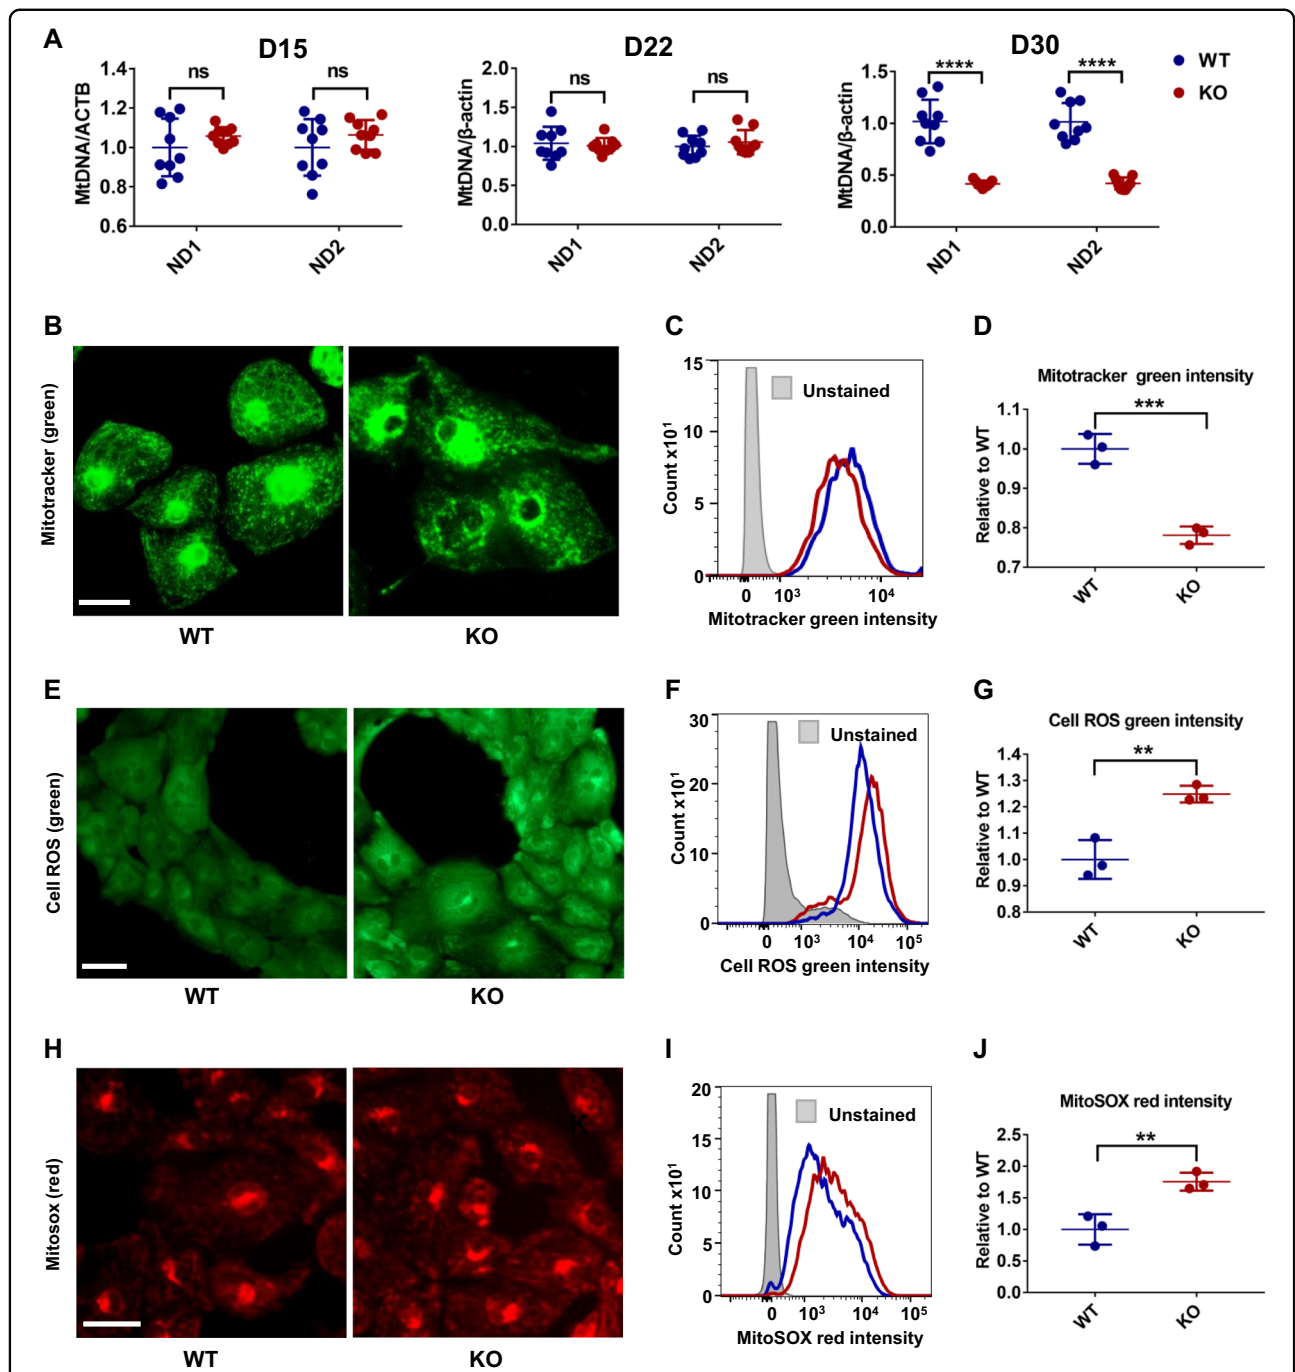 A
D15
D22
D30
WT
KO
MtDNA/ACTB
1.4
1.2
1.0
0.8
0.6
ns
ns
ND1
ND2
MtDNA/β-actin
2.0
1.5
1.0
0.5
0.0
ns
ns
ND1
ND2
MtDNA/β-actin
1.5
1.0
0.5
0.0
****
****
ND1
ND2
B
Mitotracker (green)
WT
KO
C
Count x10¹
15
10
5
0
Unstained
0 10³ 10⁴
Mitotracker green intensity
D
Mitotracker green intensity
Relative to WT
1.1
1.0
0.9
0.8
0.7
***
WT
KO
E
Cell ROS (green)
WT
KO
F
Count x10¹
30
20
10
0
Unstained
0 10³ 10⁴ 10⁵
Cell ROS green intensity
G
Cell ROS green intensity
Relative to WT
1.4
1.3
1.2
1.1
1.0
0.9
0.8
**
WT
KO
H
Mitosox (red)
K
WT
KO
I
Count x10¹
20
15
10
5
0
Unstained
0 10³ 10⁴ 10⁵
MitoSOX red intensity
J
MitoSOX red intensity
Relative to WT
2.5
2.0
1.5
1.0
0.5
0.0
**
WT
KO